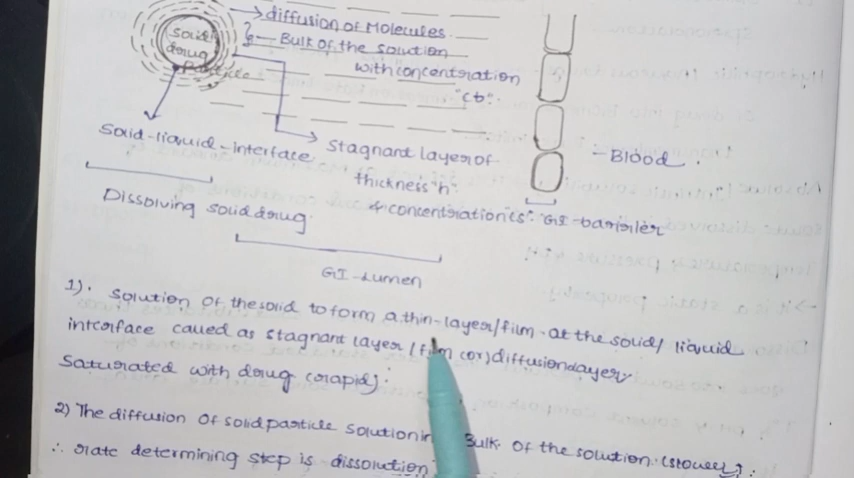 solid drug particle
diffusion of Molecules
Bulk of the solution
with concentration
"cb".
Solid-liquid-interface
Stagnant layer of
thickness "h"
& concentration "cs".
- Blood.
GI-barirer
Dissolving solid drug.
GI-Lumen
1). Solution of the solid to form a thin-layer/film at the solid/liquid
interface called as stagnant layer/film (or) diffusion layer
Saturated with drug (rapid).
2) The diffusion of solid particle solution in Bulk of the solution (slower).
∴ rate determining step is dissolution